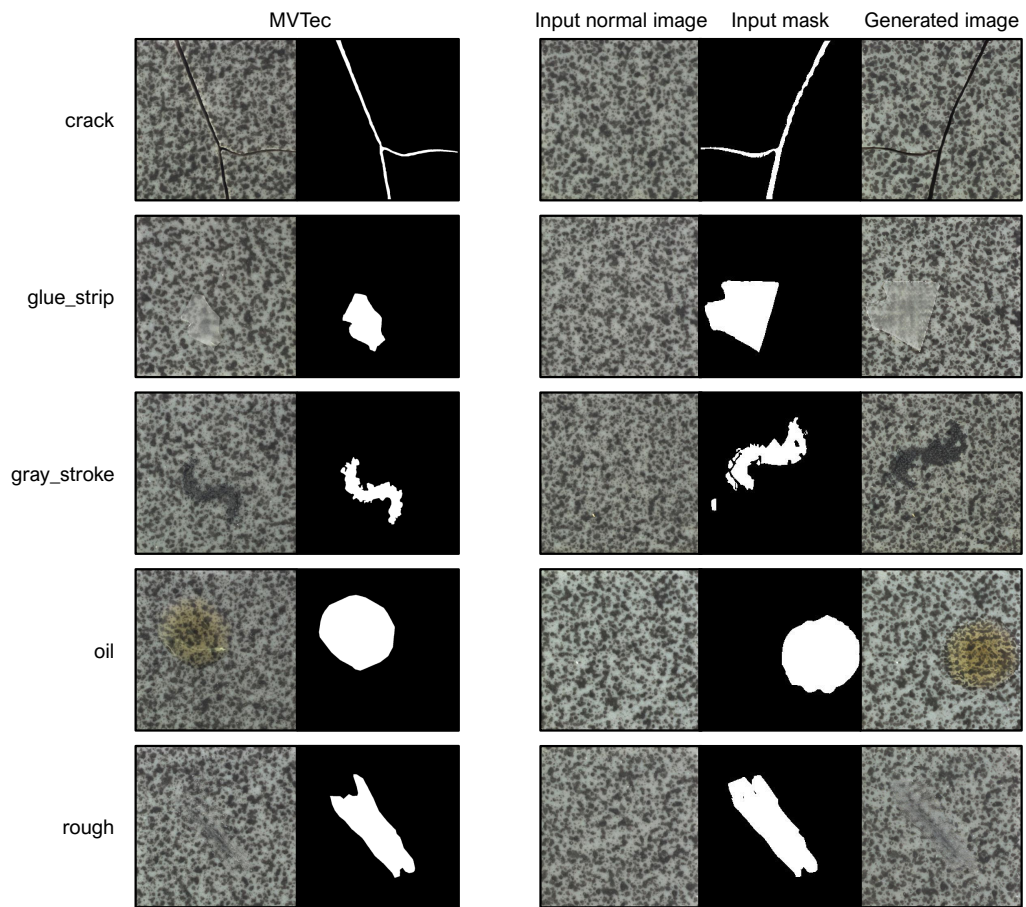 MVTec
Input normal image
Input mask
Generated image
crack
glue_strip
gray_stroke
oil
rough